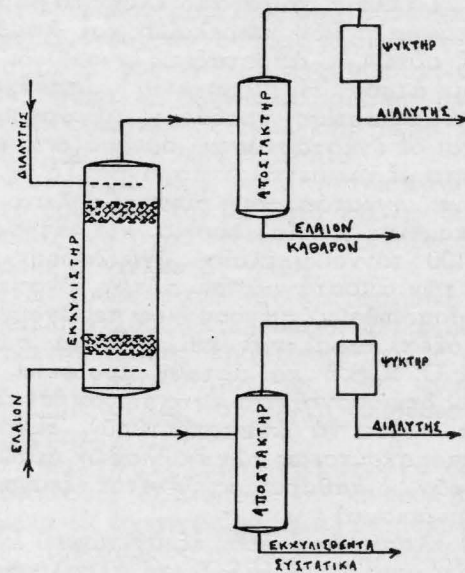 ΨΥΚΤΗΡ
ΔΙΑΛΥΤΗΣ
ΑΠΟΣΤΑΚΤΗΡ
ΔΙΑΛΥΤΗΣ
ΕΛΑΙΟΝ
ΚΑΘΑΡΟΝ
ΕΚΧΥΛΙΣΤΗΡ
ΕΛΑΙΟΝ
ΨΥΚΤΗΡ
ΔΙΑΛΥΤΗΣ
ΑΠΟΣΤΑΚΤΗΡ
ΕΚΧΥΛΙΣΘΕΝΤΑ
ΣΥΣΤΑΤΙΚΑ